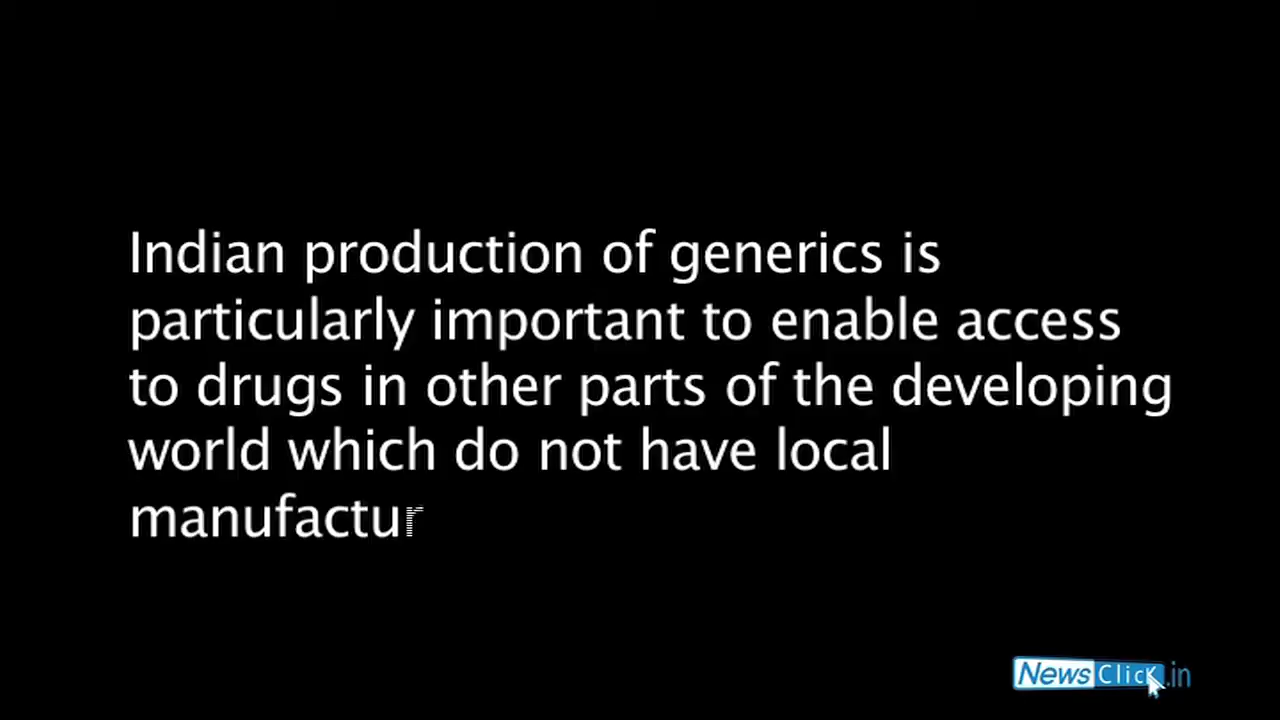 Indian production of generics is
particularly important to enable access
to drugs in other parts of the developing
world which do not have local
manufactur
NewsClick.in